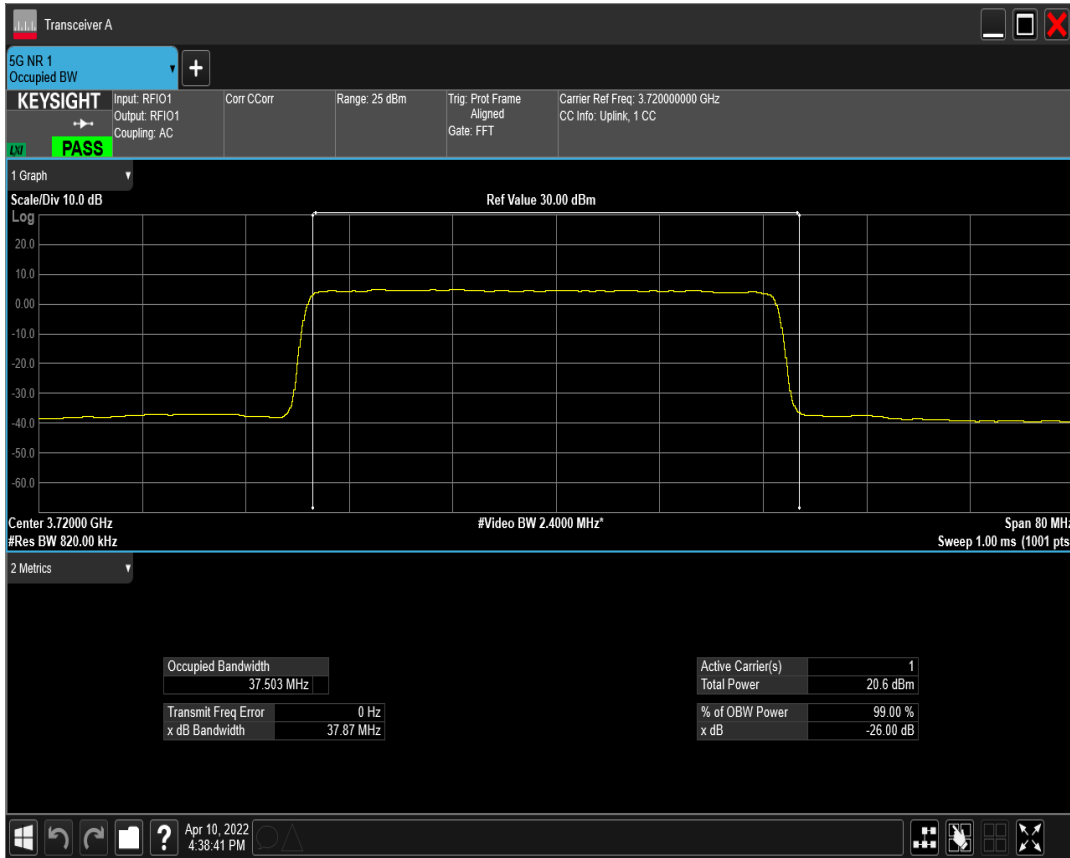 Transceiver A
5G NR 1
Occupied BW
KEYSIGHT
LXI
PASS
Input: RFIO1
Output: RFIO1
Coupling: AC
Corr CCorr
Range: 25 dBm
Trig: Prot Frame
Aligned
Gate: FFT
Carrier Ref Freq: 3.720000000 GHz
CC Info: Uplink, 1 CC
1 Graph
Scale/Div 10.0 dB
Ref Value 30.00 dBm
Log
20.0
10.0
0.00
-10.0
-20.0
-30.0
-40.0
-50.0
-60.0
Center 3.72000 GHz
#Video BW 2.4000 MHz*
Span 80 MHz
#Res BW 820.00 kHz
Sweep 1.00 ms (1001 pts
2 Metrics
Occupied Bandwidth
37.503 MHz
Transmit Freq Error 0 Hz
x dB Bandwidth 37.87 MHz
Active Carrier(s) 1
Total Power 20.6 dBm
% of OBW Power 99.00 %
x dB -26.00 dB
?
Apr 10, 2022
4:38:41 PM